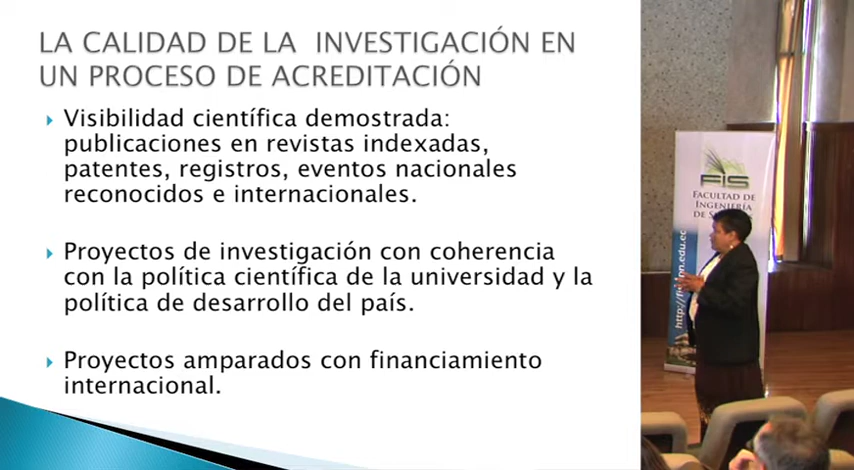 LA CALIDAD DE LA INVESTIGACIÓN EN
UN PROCESO DE ACREDITACIÓN
Visibilidad científica demostrada:
publicaciones en revistas indexadas,
patentes, registros, eventos nacionales
reconocidos e internacionales.
Proyectos de investigación con coherencia
con la política científica de la universidad y la
política de desarrollo del país.
Proyectos amparados con financiamiento
internacional.
FIS
FACULTAD DE
INGENIERÍA
DE